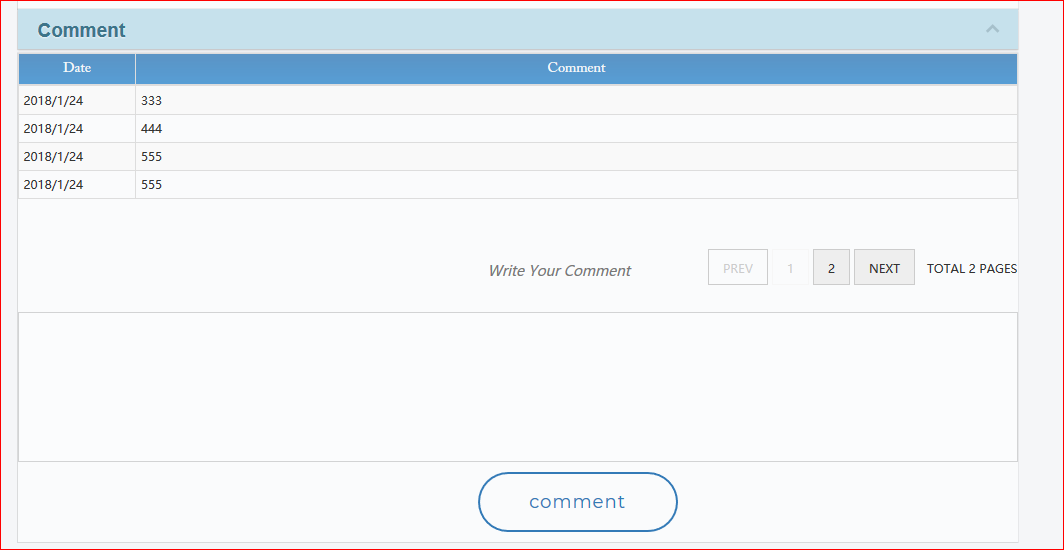 Comment
Date Comment
2018/1/24 333
2018/1/24 444
2018/1/24 555
2018/1/24 555
Write Your Comment PREV 1 2 NEXT TOTAL 2 PAGES
comment